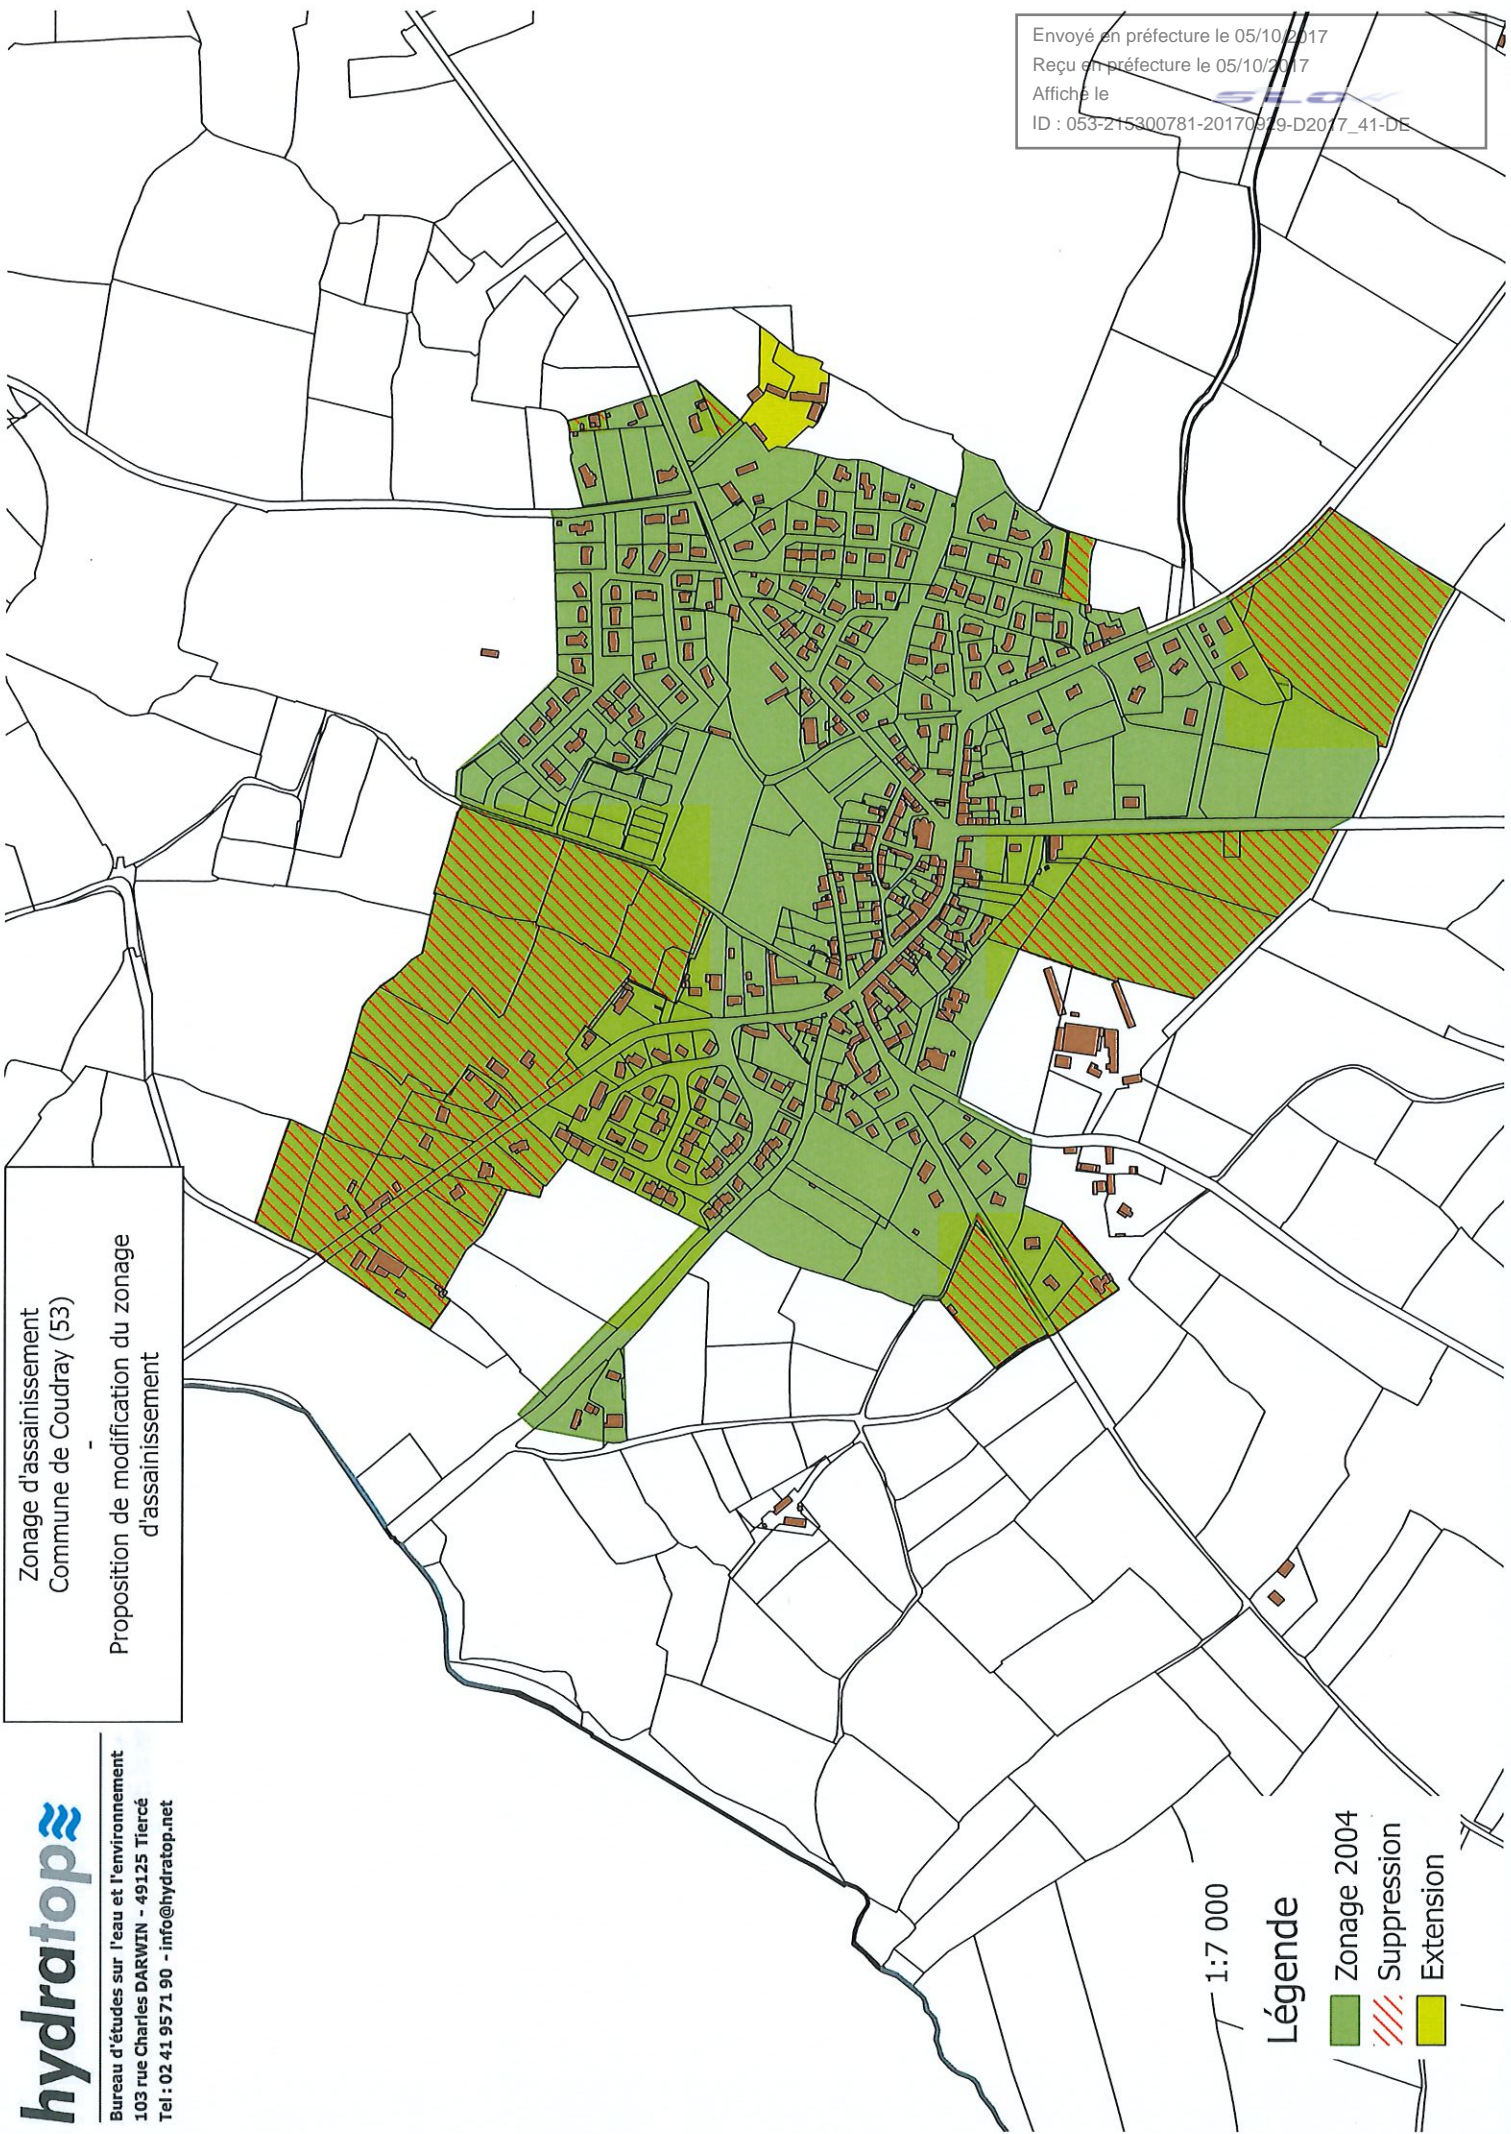 Envoyé en préfecture le 05/10/2017
Reçu en préfecture le 05/10/2017
Affiché le SLOW
ID : 053-215300781-20170929-D2017_41-DE
hydratop
Bureau d'études sur l'eau et l'environnement
103 rue Charles DARWIN - 49125 Tiercé
Tel : 02 41 95 71 90 - info@hydratop.net
Zonage d'assainissement
Commune de Coudray (53)
-
Proposition de modification du zonage
d'assainissement
1:7 000
Légende
Zonage 2004
Suppression
Extension